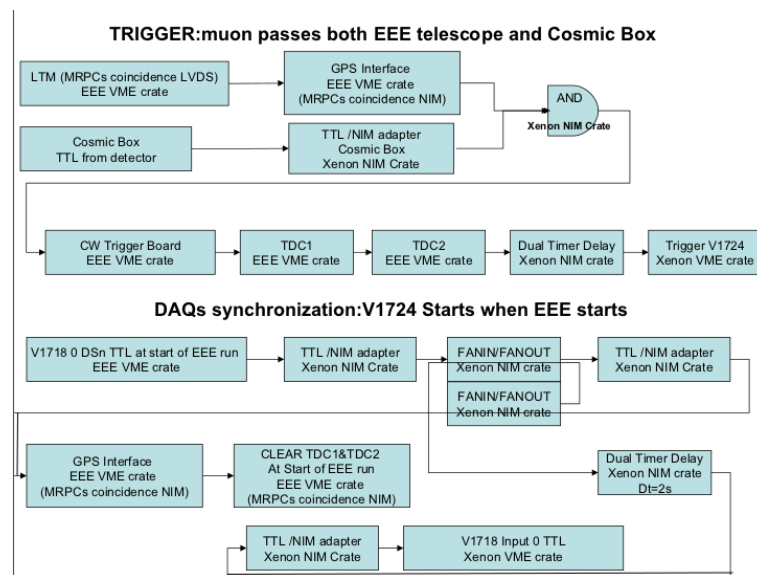 TRIGGER:muon passes both EEE telescope and Cosmic Box
LTM (MRPCs coincidence LVDS)
EEE VME crate
GPS Interface
EEE VME crate
(MRPCs coincidence NIM)
AND
Xenon NIM Crate
Cosmic Box
TTL from detector
TTL /NIM adapter
Cosmic Box
Xenon NIM Crate
CW Trigger Board
EEE VME crate
TDC1
EEE VME crate
TDC2
EEE VME crate
Dual Timer Delay
Xenon NIM crate
Trigger V1724
Xenon VME crate
DAQs synchronization:V1724 Starts when EEE starts
V1718 0 DSn TTL at start of EEE run
EEE VME crate
TTL /NIM adapter
Xenon NIM Crate
FANIN/FANOUT
Xenon NIM crate
FANIN/FANOUT
Xenon NIM crate
TTL /NIM adapter
Xenon NIM Crate
GPS Interface
EEE VME crate
(MRPCs coincidence NIM)
CLEAR TDC1&TDC2
At Start of EEE run
EEE VME crate
(MRPCs coincidence NIM)
Dual Timer Delay
Xenon NIM crate
Dt=2s
TTL /NIM adapter
Xenon NIM Crate
V1718 Input 0 TTL
Xenon VME crate